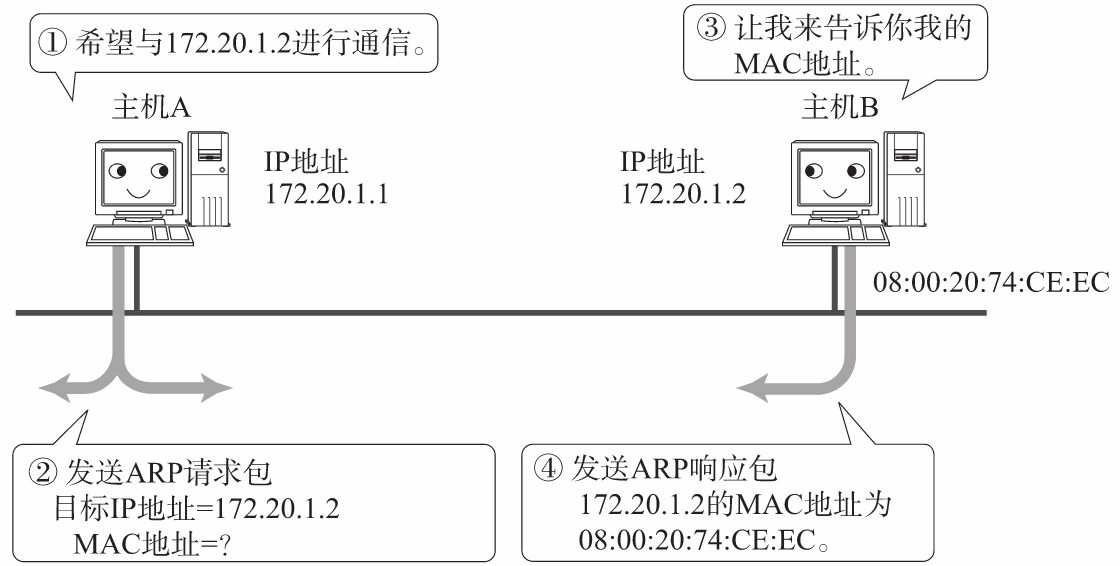 ① 希望与172.20.1.2进行通信。
③ 让我来告诉你我的
MAC地址。
主机A
主机B
IP地址
172.20.1.1
IP地址
172.20.1.2
08:00:20:74:CE:EC
② 发送ARP请求包
目标IP地址=172.20.1.2
MAC地址=?
④ 发送ARP响应包
172.20.1.2的MAC地址为
08:00:20:74:CE:EC。